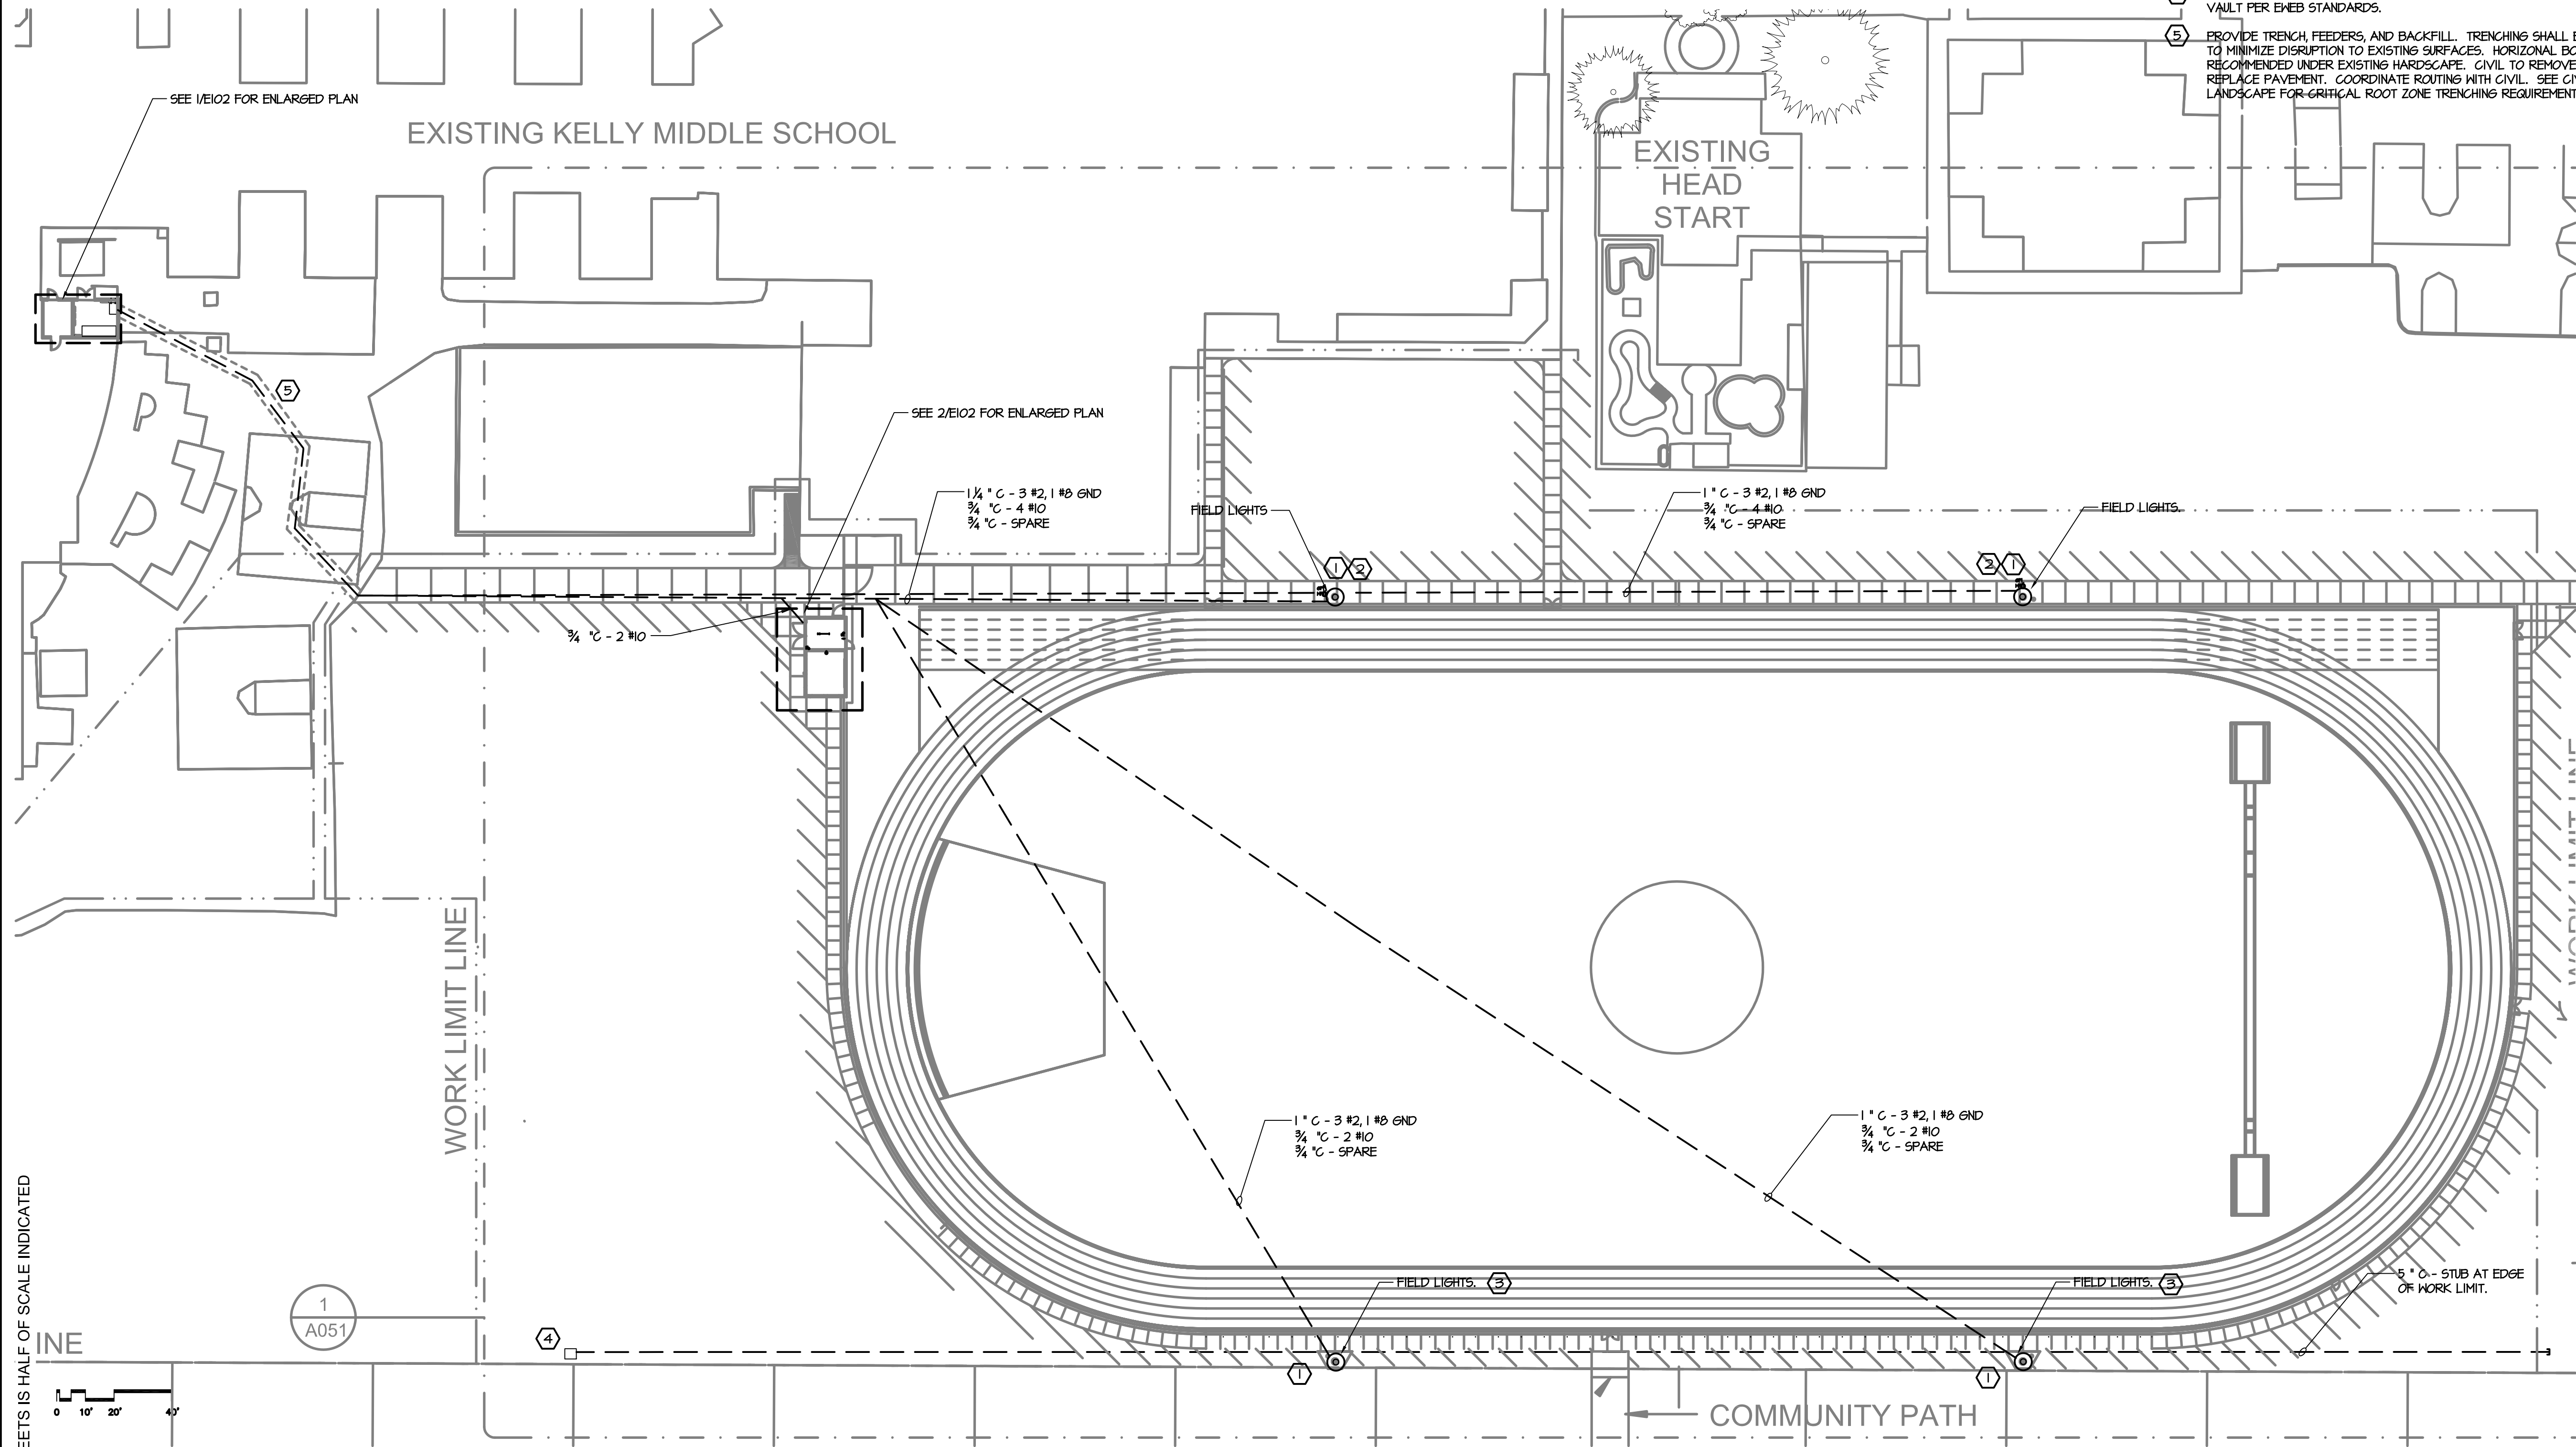 VAULT PER EWEB STANDARDS.
5 PROVIDE TRENCH, FEEDERS, AND BACKFILL. TRENCHING SHALL
TO MINIMIZE DISRUPTION TO EXISTING SURFACES. HORIZONAL
RECOMMENDED UNDER EXISTING HARDSCAPE. CIVIL TO REMOVE
REPLACE PAVEMENT. COORDINATE ROUTING WITH CIVIL. SEE
LANDSCAPE FOR CRITICAL ROOT ZONE TRENCHING REQUIREMENT
SEE 1/E102 FOR ENLARGED PLAN
EXISTING KELLY MIDDLE SCHOOL
EXISTING
HEAD
START
5
SEE 2/E102 FOR ENLARGED PLAN
1 1/4 " C - 3 #2, 1 #8 GND
3/4 "C - 4 #10
3/4 "C - SPARE
FIELD LIGHTS
1 " C - 3 #2, 1 #8 GND
3/4 "C - 4 #10
3/4 "C - SPARE
FIELD LIGHTS.
1 2
2 1
3/4 "C - 2 #10
WORK LIMIT LINE
WORK LIMIT LINE
1 " C - 3 #2, 1 #8 GND
3/4 "C - 2 #10
3/4 "C - SPARE
1 " C - 3 #2, 1 #8 GND
3/4 "C - 2 #10
3/4 "C - SPARE
FIELD LIGHTS. 3
FIELD LIGHTS. 3
5 " C - STUB AT EDGE
OF WORK LIMIT.
1
A051
INE
4
1
1
0 10' 20' 40'
COMMUNITY PATH
EETS IS HALF OF SCALE INDICATED